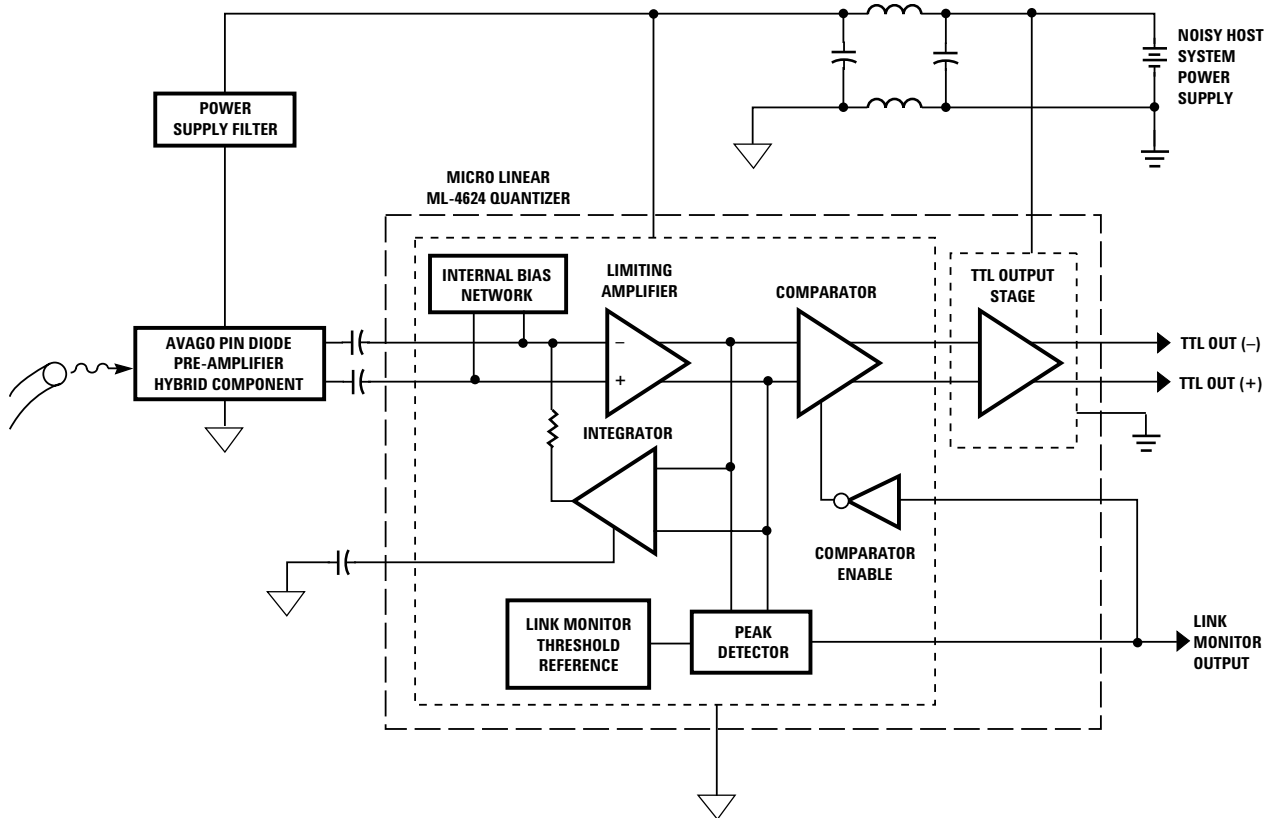 NOISY HOST
SYSTEM
POWER
SUPPLY
POWER
SUPPLY FILTER
MICRO LINEAR
ML-4624 QUANTIZER
INTERNAL BIAS
NETWORK
LIMITING
AMPLIFIER
COMPARATOR
TTL OUTPUT
STAGE
AVAGO PIN DIODE
PRE-AMPLIFIER
HYBRID COMPONENT
–
+
TTL OUT (–)
TTL OUT (+)
INTEGRATOR
COMPARATOR
ENABLE
LINK MONITOR
THRESHOLD
REFERENCE
PEAK
DETECTOR
LINK
MONITOR
OUTPUT